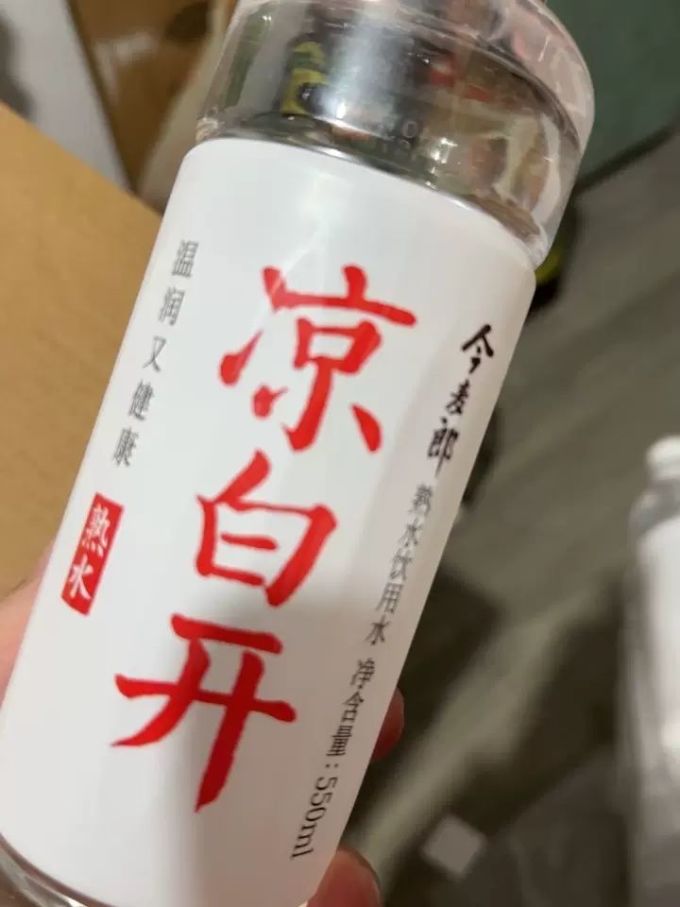 今麦郎
熟水饮用水 净含量：550ml
凉白开
温润又健康
熟水